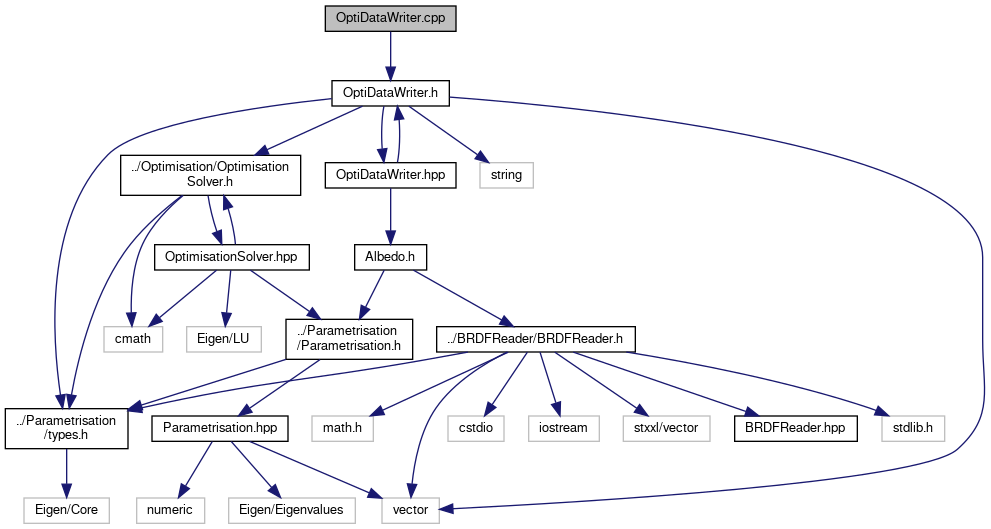 OptiDataWriter.cpp
OptiDataWriter.h
../Optimisation/Optimisation
Solver.h
OptiDataWriter.hpp
string
OptimisationSolver.hpp
Albedo.h
cmath
Eigen/LU
../Parametrisation
/Parametrisation.h
../BRDFReader/BRDFReader.h
../Parametrisation
/types.h
Parametrisation.hpp
math.h
cstdio
iostream
stxxl/vector
BRDFReader.hpp
stdlib.h
Eigen/Core
numeric
Eigen/Eigenvalues
vector